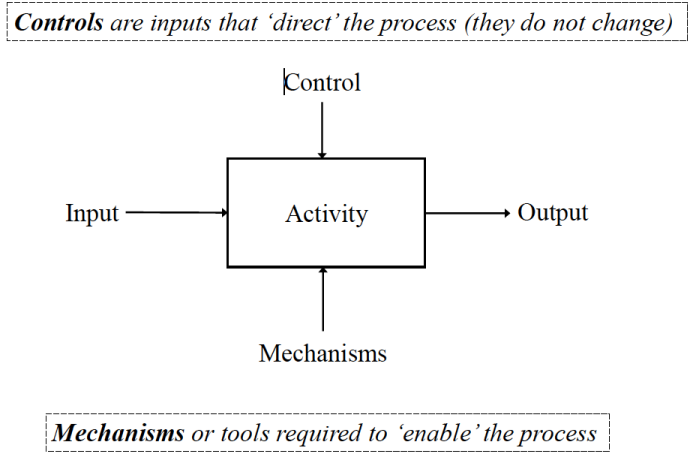 Controls are inputs that ‘direct’ the process (they do not change)
Control
Input
Activity
Output
Mechanisms
Mechanisms or tools required to ‘enable’ the process